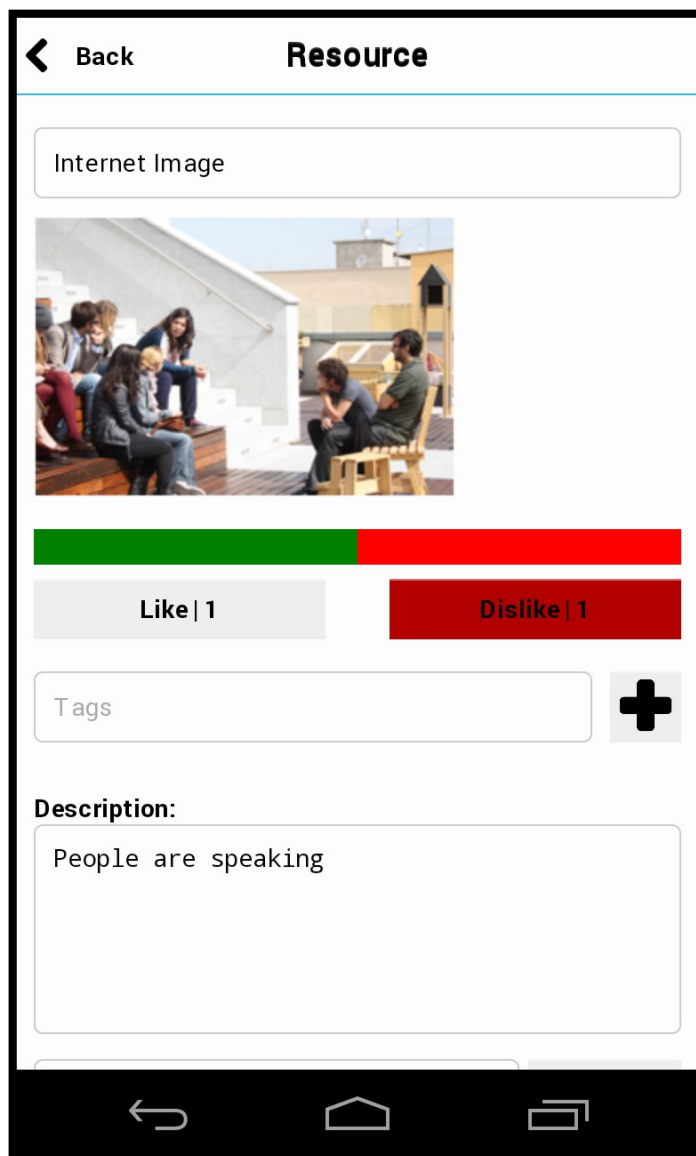 Back
Resource
Internet Image
Like | 1
Dislike | 1
Tags
Description:
People are speaking